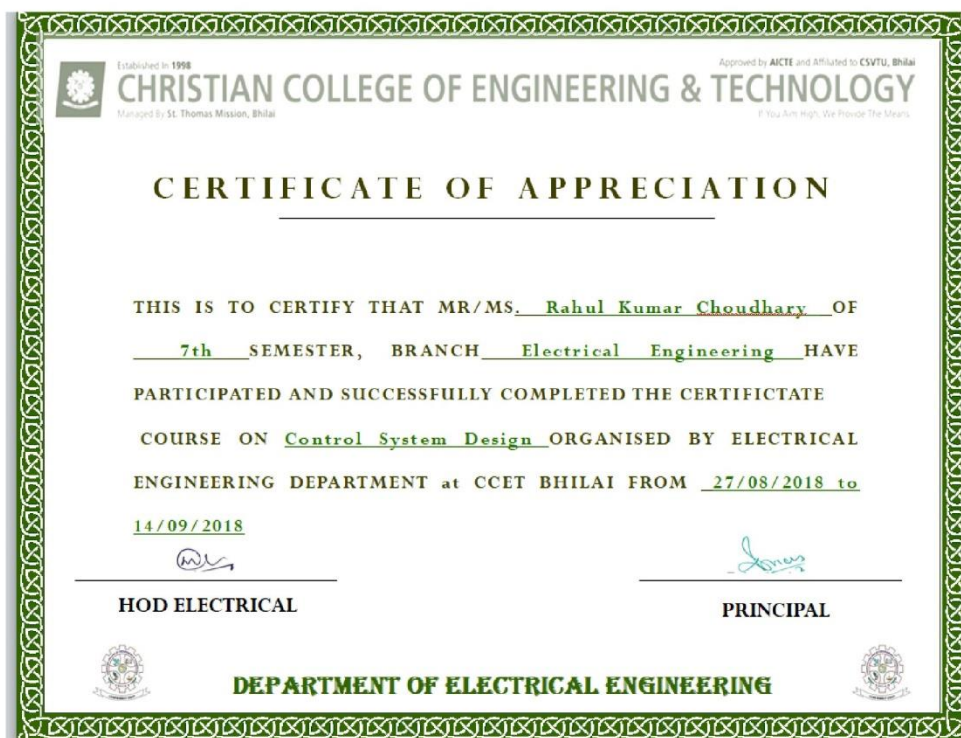 Established In 1998
Approved by AICTE and Affiliated to CSVTU, Bhilai
CHRISTIAN COLLEGE OF ENGINEERING & TECHNOLOGY
Managed By St. Thomas Mission, Bhilai
If You Aim High, We Provide The Means
CERTIFICATE OF APPRECIATION
THIS IS TO CERTIFY THAT MR/MS. Rahul Kumar Choudhary OF
7th SEMESTER, BRANCH Electrical Engineering HAVE
PARTICIPATED AND SUCCESSFULLY COMPLETED THE CERTIFICTATE
COURSE ON Control System Design ORGANISED BY ELECTRICAL
ENGINEERING DEPARTMENT at CCET BHILAI FROM 27/08/2018 to
14/09/2018
HOD ELECTRICAL
PRINCIPAL
DEPARTMENT OF ELECTRICAL ENGINEERING